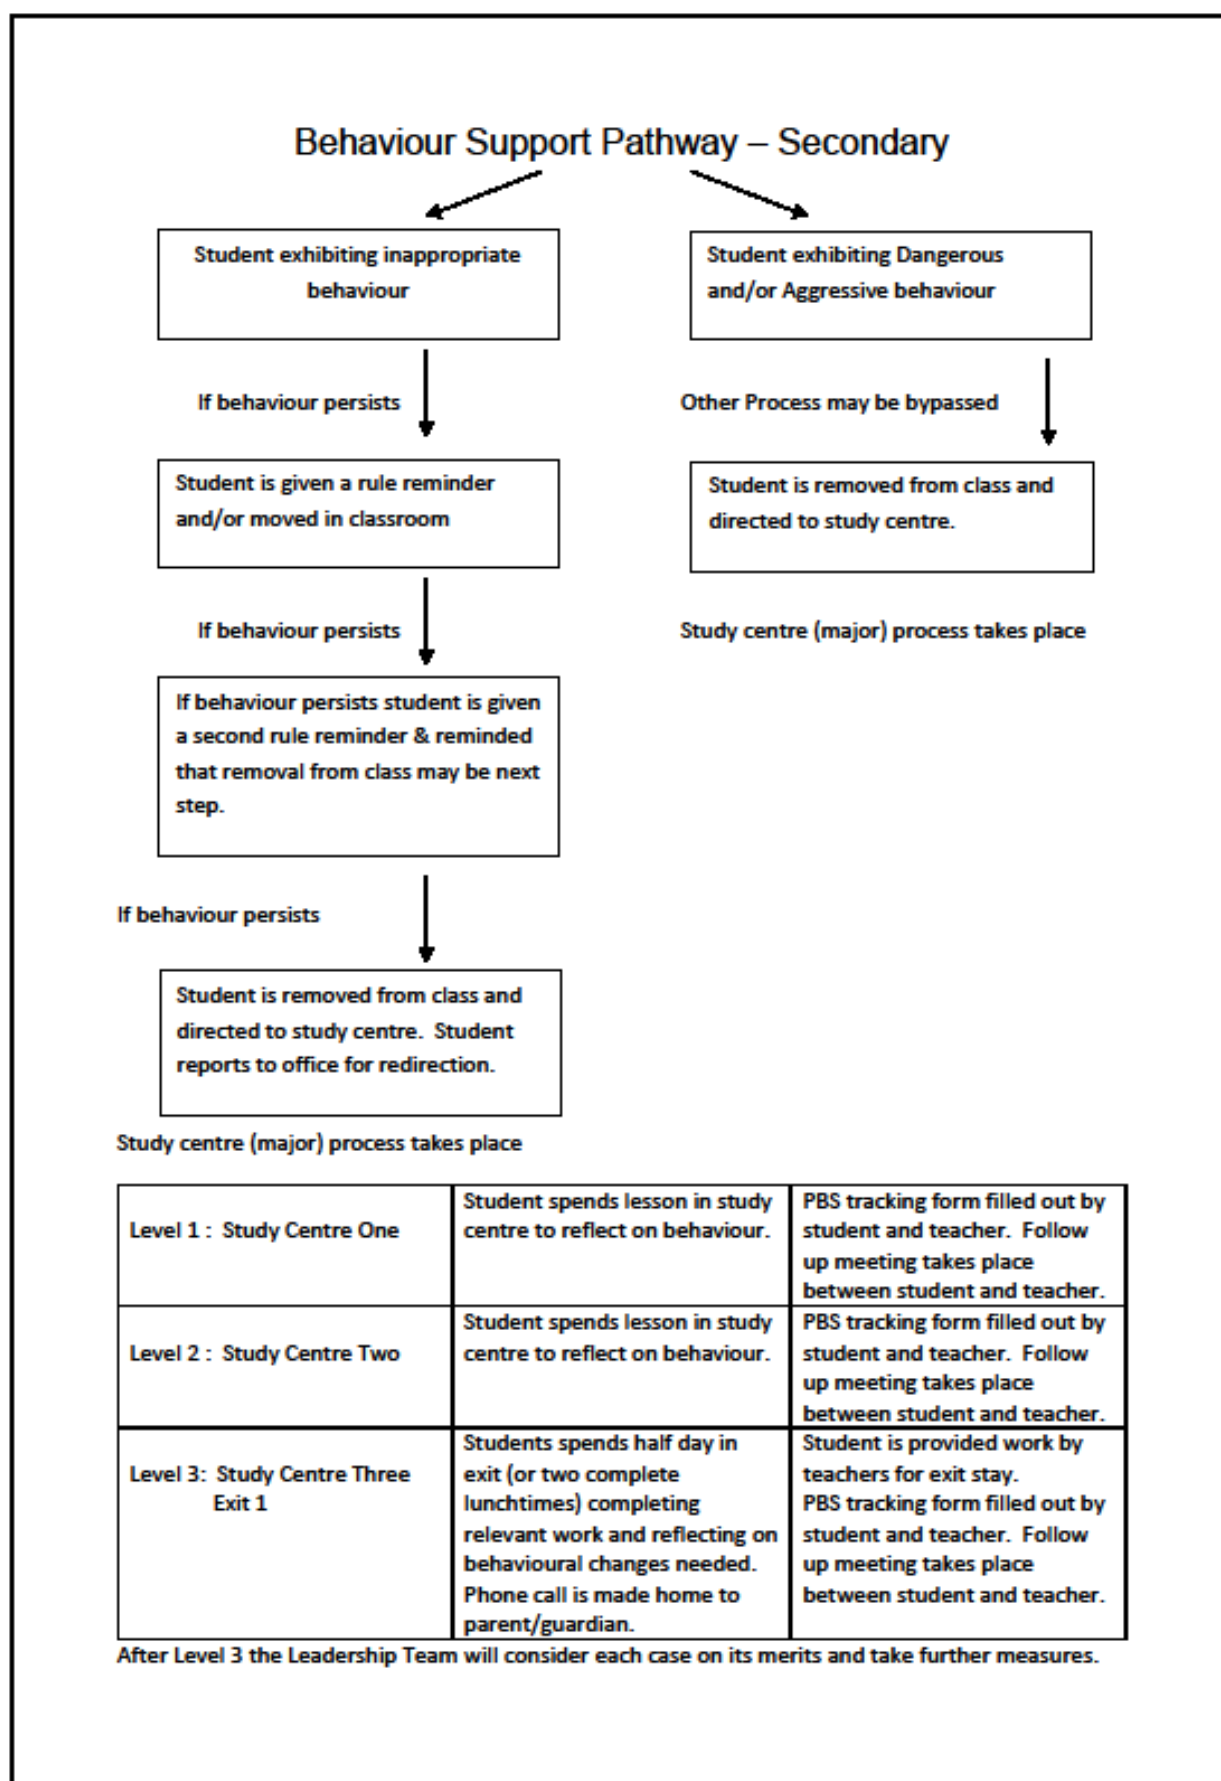 Behaviour Support Pathway – Secondary
Student exhibiting inappropriate
behaviour
Student exhibiting Dangerous
and/or Aggressive behaviour
If behaviour persists
Other Process may be bypassed
Student is given a rule reminder
and/or moved in classroom
Student is removed from class and
directed to study centre.
If behaviour persists
Study centre (major) process takes place
If behaviour persists student is given
a second rule reminder & reminded
that removal from class may be next
step.
If behaviour persists
Student is removed from class and
directed to study centre.  Student
reports to office for redirection.
Study centre (major) process takes place
Level 1 :  Study Centre One
Student spends lesson in study
centre to reflect on behaviour.
PBS tracking form filled out by
student and teacher.  Follow
up meeting takes place
between student and teacher.
Level 2 :  Study Centre Two
Student spends lesson in study
centre to reflect on behaviour.
PBS tracking form filled out by
student and teacher.  Follow
up meeting takes place
between student and teacher.
Level 3:  Study Centre Three
Exit 1
Students spends half day in
exit (or two complete
lunchtimes) completing
relevant work and reflecting on
behavioural changes needed.
Phone call is made home to
parent/guardian.
Student is provided work by
teachers for exit stay.
PBS tracking form filled out by
student and teacher.  Follow
up meeting takes place
between student and teacher.
After Level 3 the Leadership Team will consider each case on its merits and take further measures.